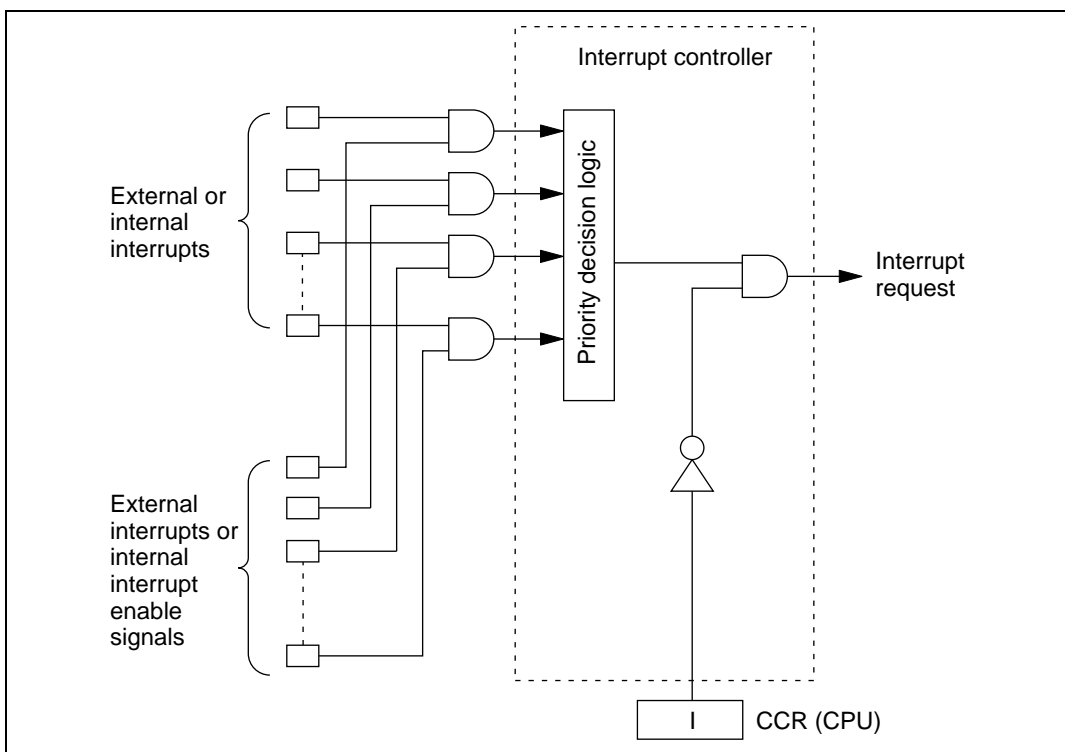 Interrupt controller
External or
internal
interrupts
Priority decision logic
Interrupt
request
External
interrupts or
internal
interrupt
enable
signals
I
CCR (CPU)